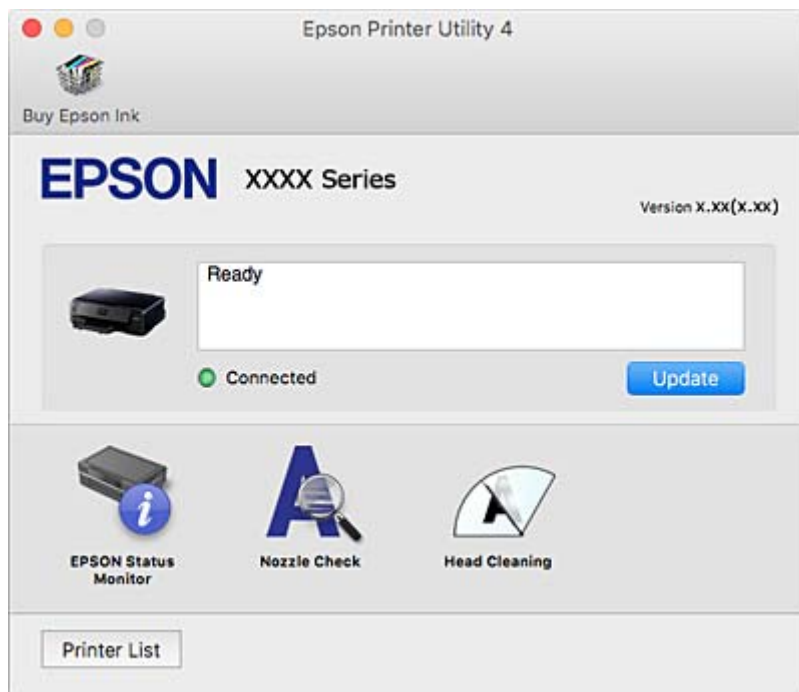 Epson Printer Utility 4
Buy Epson Ink
EPSON XXXX Series
Version X.XX(X.XX)
Ready
Connected
Update
EPSON Status
Monitor
Nozzle Check
Head Cleaning
Printer List